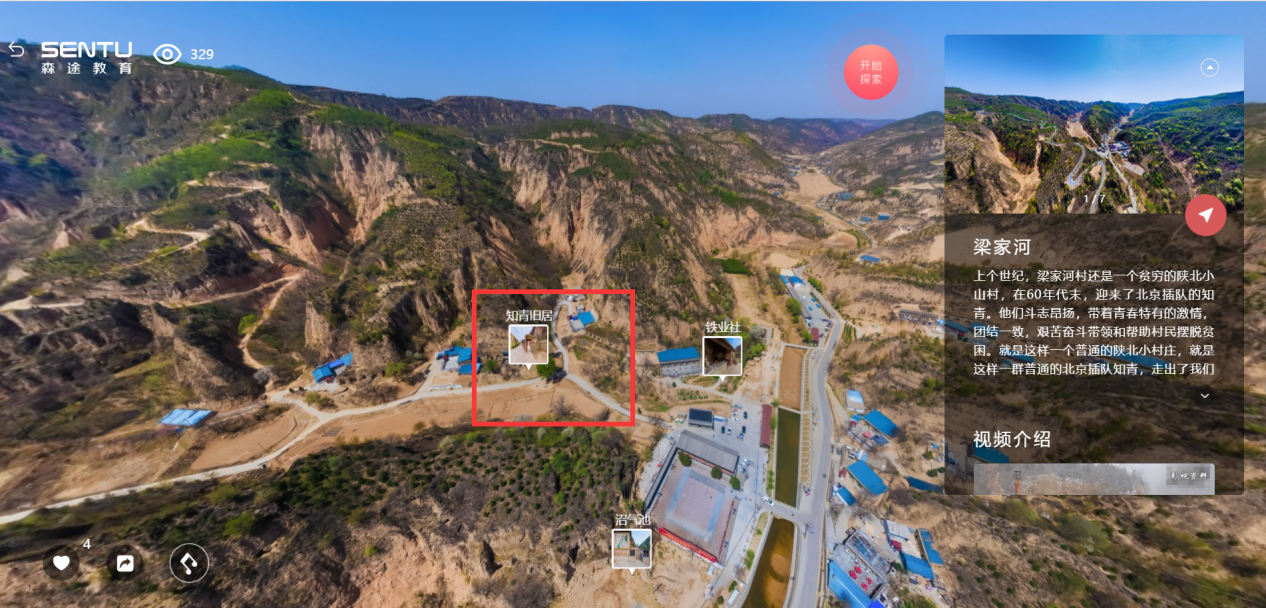 SENTU
森途教育
329
开始
探索
知青旧居
铁业社
沼气池
4
1 / 7
梁家河
上个世纪，梁家河村还是一个贫穷的陕北小
山村，在60年代末，迎来了北京插队的知
青。他们斗志昂扬，带着青春特有的激情，
团结一致，艰苦奋斗带领和帮助村民摆脱贫
困。就是这样一个普通的陕北小村庄，就是
这样一群普通的北京插队知青，走出了我们
视频介绍
影视资料